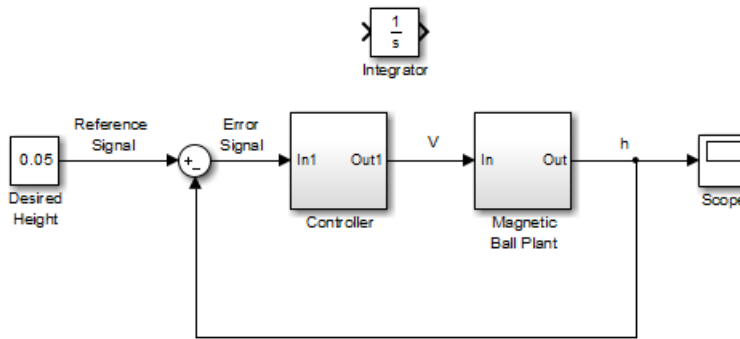 1
s
Integrator
Reference
Signal
Error
Signal
V
h
0.05
+
−
In1
Out1
In
Out
Desired
Height
Controller
Magnetic
Ball Plant
Scope